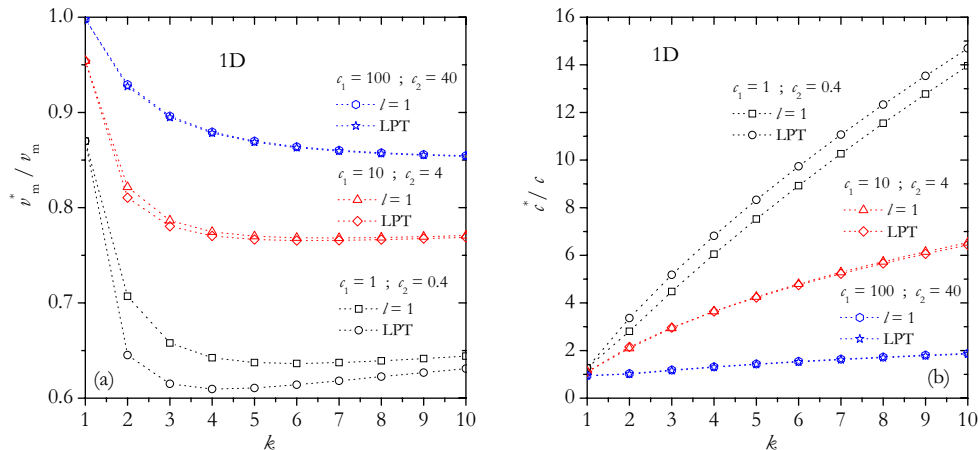 1.0
0.9
0.8
0.7
0.6
v*m / vm
1D
c1 = 100 ; c2 = 40
l = 1
LPT
c1 = 10 ; c2 = 4
l = 1
LPT
c1 = 1 ; c2 = 0.4
l = 1
LPT
(a)
1 2 3 4 5 6 7 8 9 10
k
16
14
12
10
8
6
4
2
0
c* / c
1D
c1 = 1 ; c2 = 0.4
l = 1
LPT
c1 = 10 ; c2 = 4
l = 1
LPT
c1 = 100 ; c2 = 40
l = 1
LPT
(b)
1 2 3 4 5 6 7 8 9 10
k